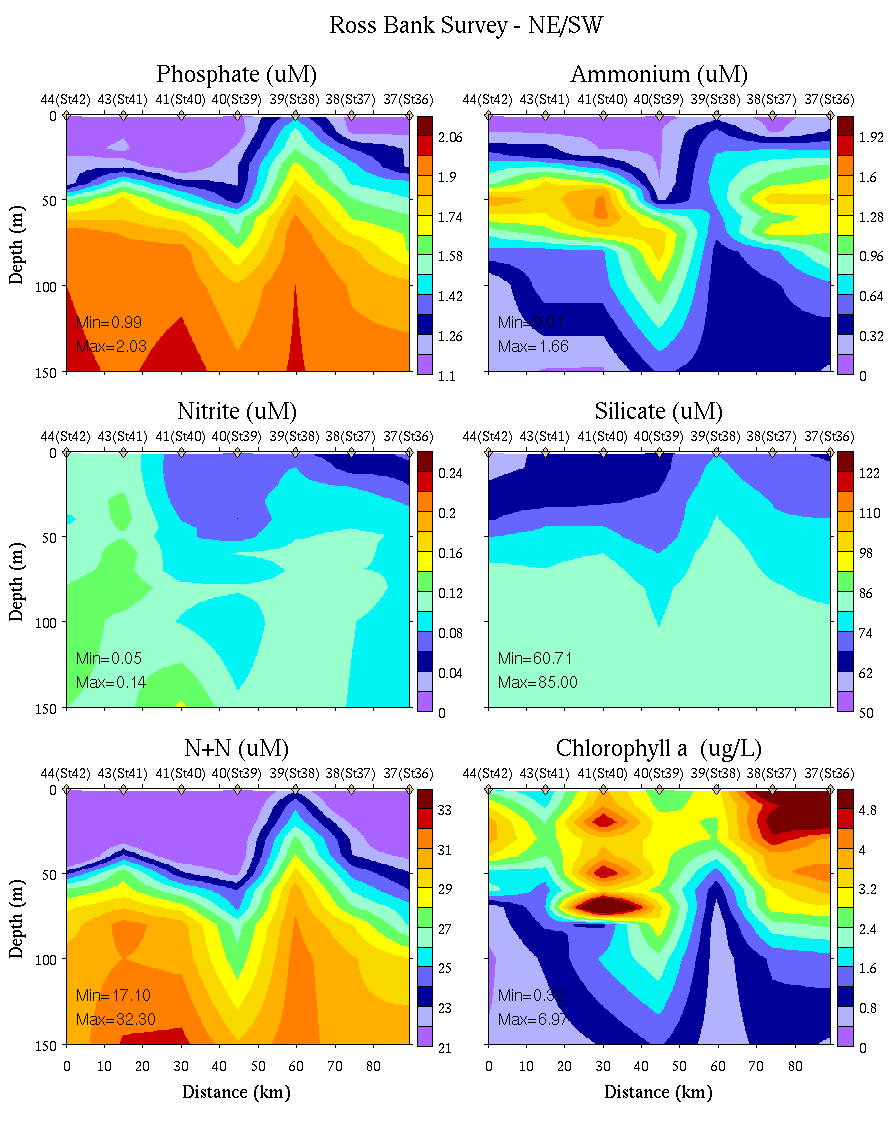 Ross Bank Survey - NE/SW
Phosphate (uM)
44(St42) 43(St41) 41(St40) 40(St39) 39(St38) 38(St37) 37(St36)
0
50
100
150
Depth (m)
Min=0.99
Max=2.03
2.06
1.9
1.74
1.58
1.42
1.26
1.1
Ammonium (uM)
44(St42) 43(St41) 41(St40) 40(St39) 39(St38) 38(St37) 37(St36)
Min=0.01
Max=1.66
1.92
1.6
1.28
0.96
0.64
0.32
0
Nitrite (uM)
44(St42) 43(St41) 41(St40) 40(St39) 39(St38) 38(St37) 37(St36)
0
50
100
150
Depth (m)
Min=0.05
Max=0.14
0.24
0.2
0.16
0.12
0.08
0.04
0
Silicate (uM)
44(St42) 43(St41) 41(St40) 40(St39) 39(St38) 38(St37) 37(St36)
Min=60.71
Max=85.00
122
110
98
86
74
62
50
N+N (uM)
44(St42) 43(St41) 41(St40) 40(St39) 39(St38) 38(St37) 37(St36)
0
50
100
150
Depth (m)
Min=17.10
Max=32.30
33
31
29
27
25
23
21
0 10 20 30 40 50 60 70 80
Distance (km)
Chlorophyll a (ug/L)
44(St42) 43(St41) 41(St40) 40(St39) 39(St38) 38(St37) 37(St36)
Max=6.97
4.8
4
3.2
2.4
1.6
0.8
0
0 10 20 30 40 50 60 70 80
Distance (km)